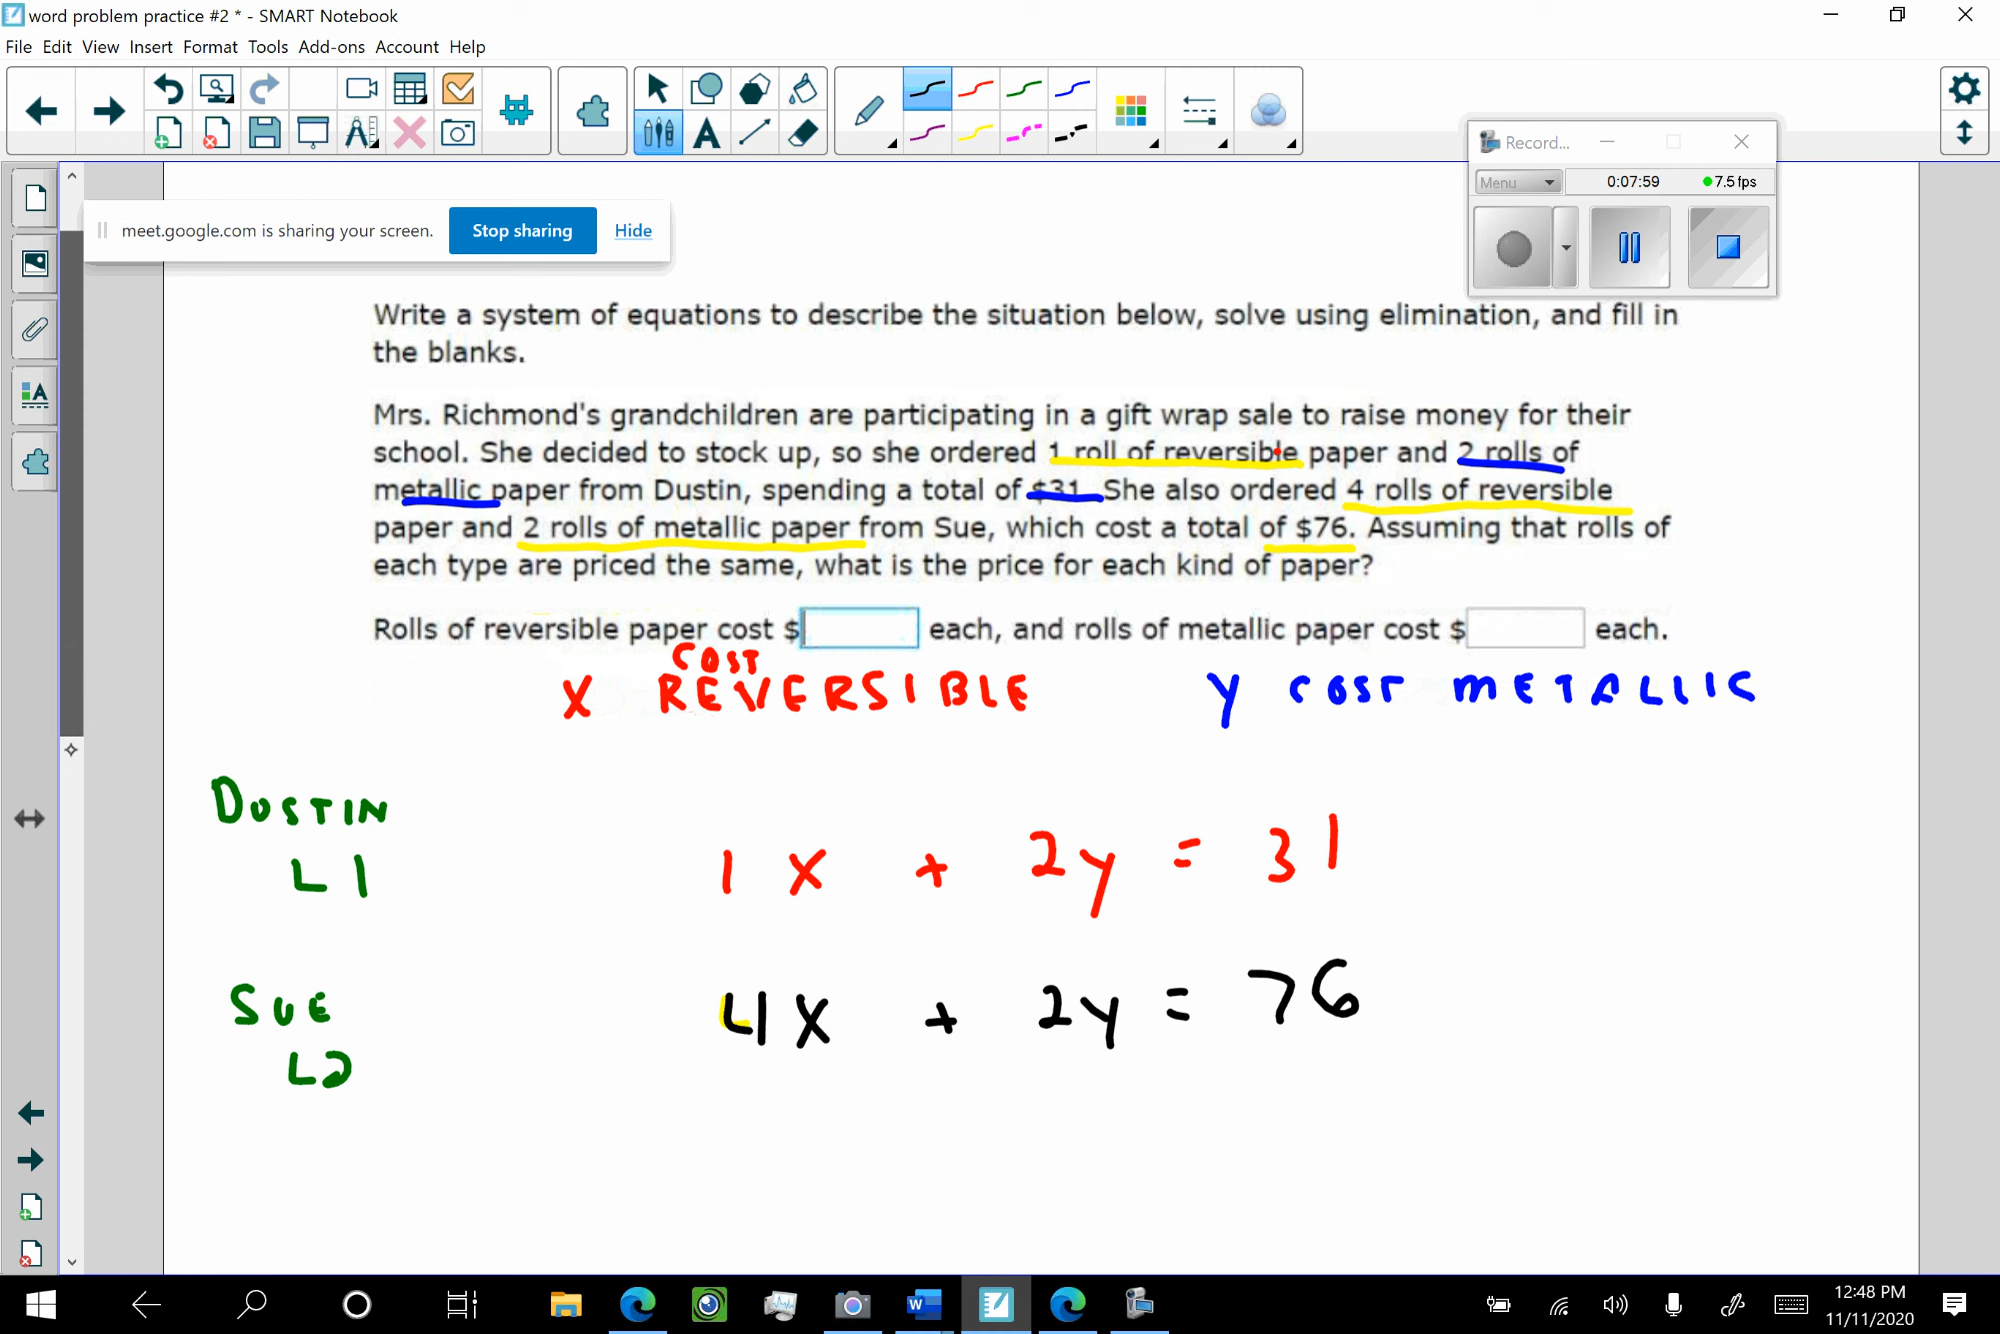 word problem practice #2 * - SMART Notebook
File Edit View Insert Format Tools Add-ons Account Help
Record...
Menu 0:07:59 7.5 fps
meet.google.com is sharing your screen. Stop sharing Hide
Write a system of equations to describe the situation below, solve using elimination, and fill in
the blanks.
Mrs. Richmond's grandchildren are participating in a gift wrap sale to raise money for their
school. She decided to stock up, so she ordered 1 roll of reversible paper and 2 rolls of
metallic paper from Dustin, spending a total of $31. She also ordered 4 rolls of reversible
paper and 2 rolls of metallic paper from Sue, which cost a total of $76. Assuming that rolls of
each type are priced the same, what is the price for each kind of paper?
Rolls of reversible paper cost $ each, and rolls of metallic paper cost $ each.
COST
X REVERSIBLE Y COST METALLIC
DUSTIN
L1 1x + 2y = 31
SUE 4x + 2y = 76
L2
12:48 PM
11/11/2020